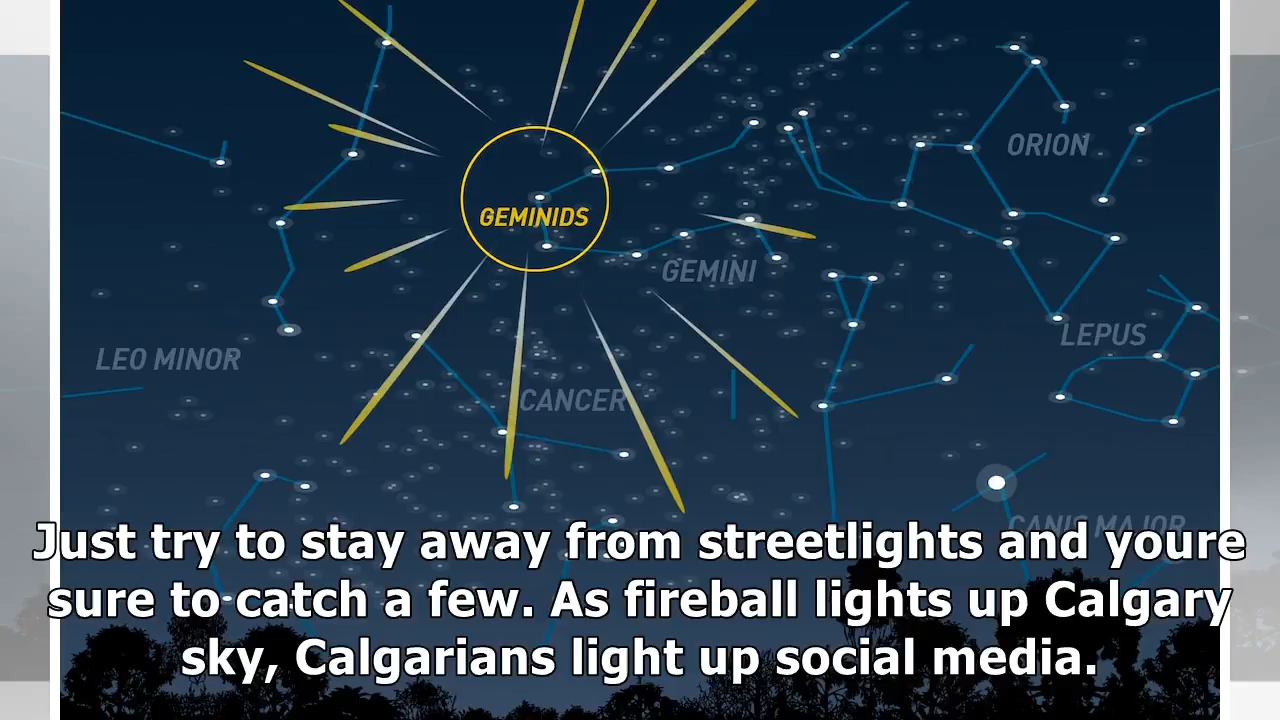 ORION
GEMINIDS
GEMINI
LEPUS
LEO MINOR
CANCER
CANIS MAJOR
Just try to stay away from streetlights and youre
sure to catch a few. As fireball lights up Calgary
sky, Calgarians light up social media.